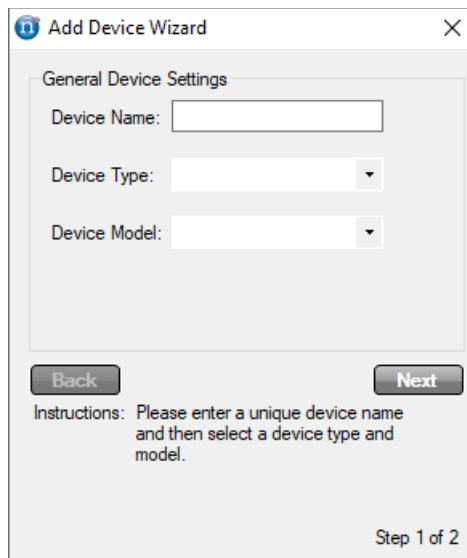 Add Device Wizard
General Device Settings
Device Name:
Device Type:
Device Model:
Back
Next
Instructions: Please enter a unique device name
and then select a device type and
model.
Step 1 of 2